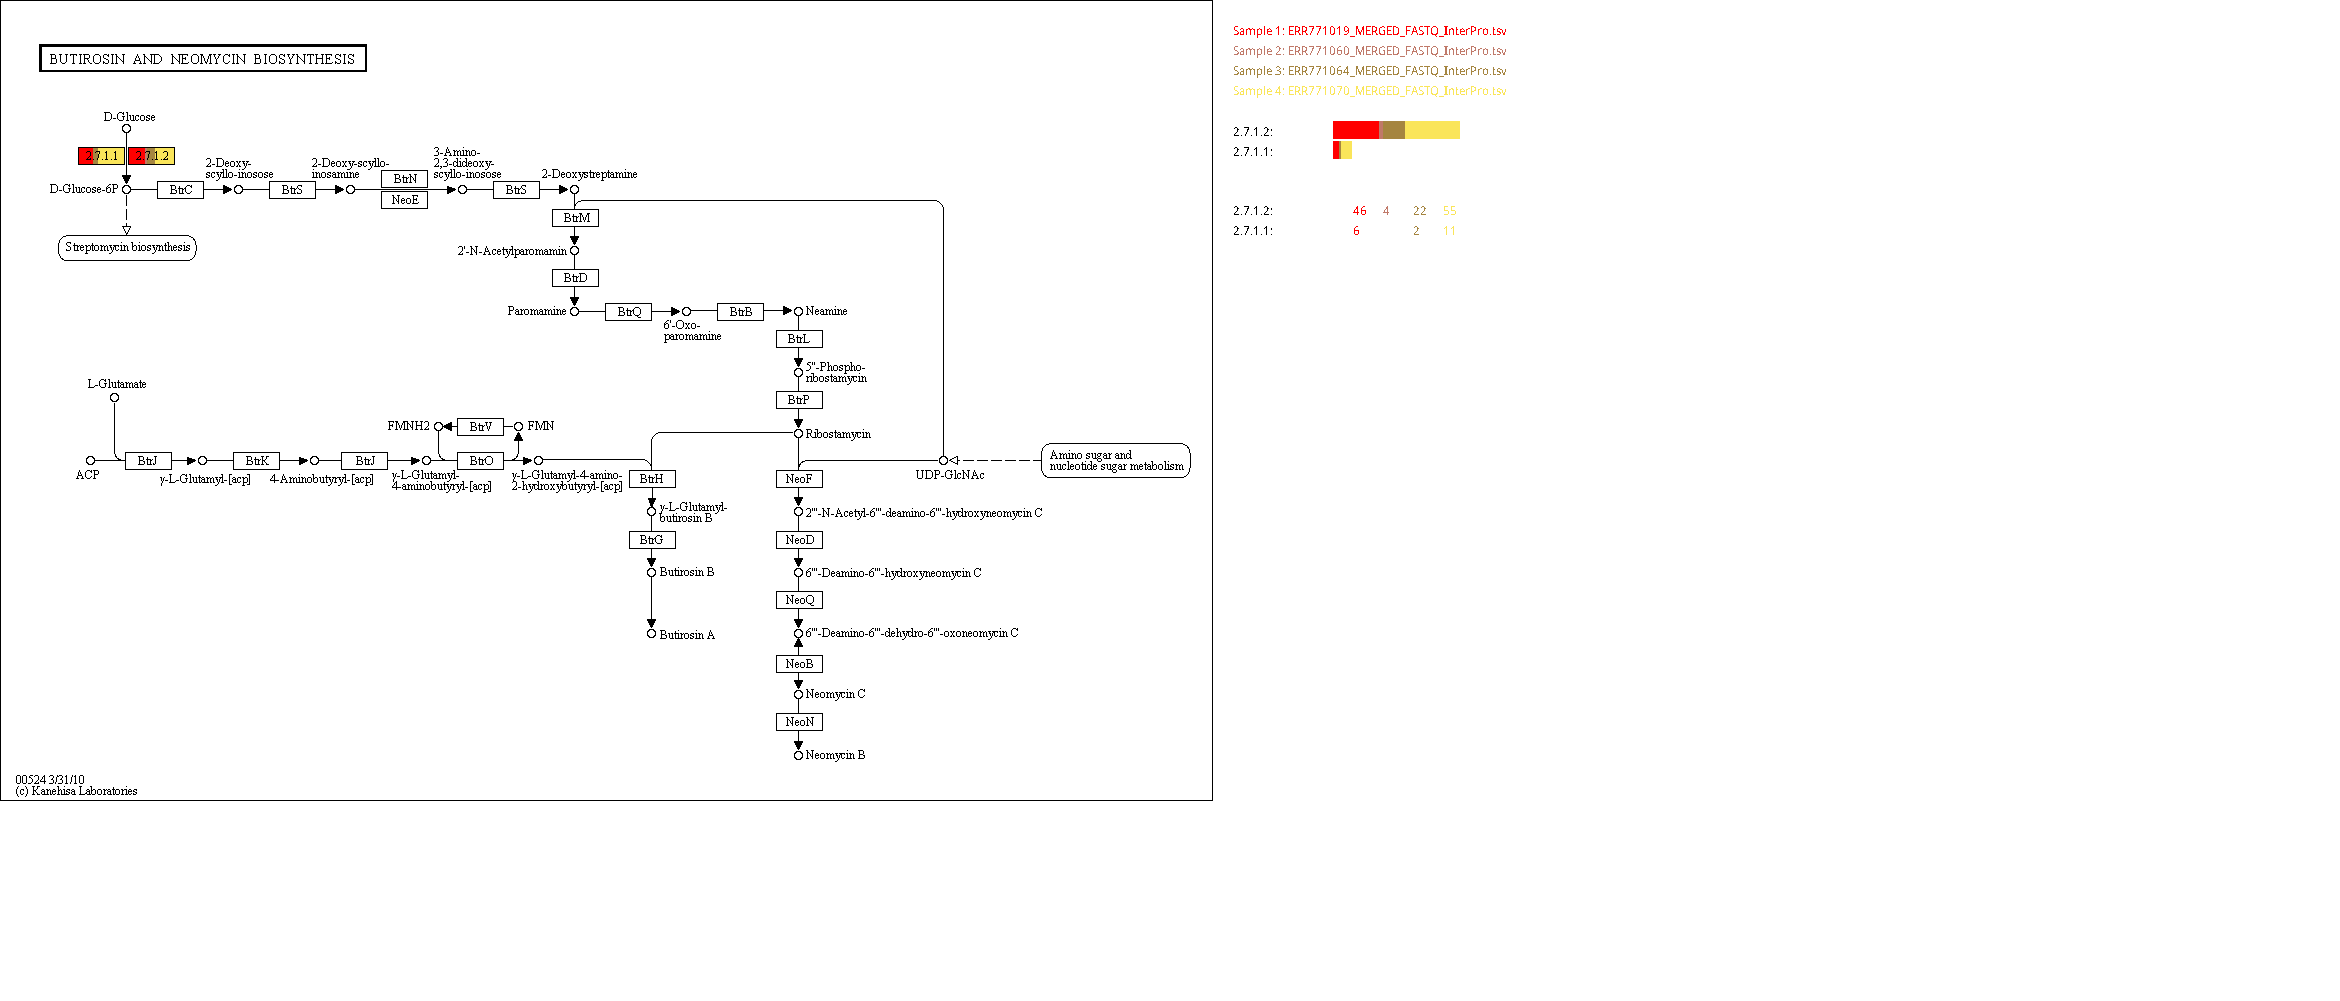 BUTIROSIN AND NEOMYCIN BIOSYNTHESIS
D-Glucose
2.7.1.1
2.7.1.2
D-Glucose-6P
BtrC
2-Deoxy-
scyllo-inosose
BtrS
2-Deoxy-scyllo-
inosamine
BtrN
NeoE
3-Amino-
2,3-dideoxy-
scyllo-inosose
BtrS
2-Deoxystreptamine
Streptomycin biosynthesis
BtrM
2'-N-Acetylparomamin
BtrD
Paromamine
BtrQ
6'-Oxo-
paromamine
BtrB
Neamine
BtrL
5''-Phospho-
ribostamycin
BtrP
Ribostamycin
L-Glutamate
FMNH2
BtrV
FMN
ACP
BtrJ
γ-L-Glutamyl-[acp]
BtrK
4-Aminobutyryl-[acp]
BtrJ
γ-L-Glutamyl-
4-aminobutyryl-[acp]
BtrO
γ-L-Glutamyl-4-amino-
2-hydroxybutyryl-[acp]
BtrH
NeoF
UDP-GlcNAc
Amino sugar and
nucleotide sugar metabolism
γ-L-Glutamyl-
butirosin B
2'''-N-Acetyl-6'''-deamino-6'''-hydroxyneomycin C
BtrG
NeoD
Butirosin B
6'''-Deamino-6'''-hydroxyneomycin C
NeoQ
Butirosin A
6'''-Deamino-6'''-dehydro-6'''-oxoneomycin C
NeoB
Neomycin C
NeoN
Neomycin B
00524 3/31/10
(c) Kanehisa Laboratories
Sample 1: ERR771019_MERGED_FASTQ_InterPro.tsv
Sample 2: ERR771060_MERGED_FASTQ_InterPro.tsv
Sample 3: ERR771064_MERGED_FASTQ_InterPro.tsv
Sample 4: ERR771070_MERGED_FASTQ_InterPro.tsv
2.7.1.2:
2.7.1.1:
2.7.1.2: 46 4 22 55
2.7.1.1: 6 2 11